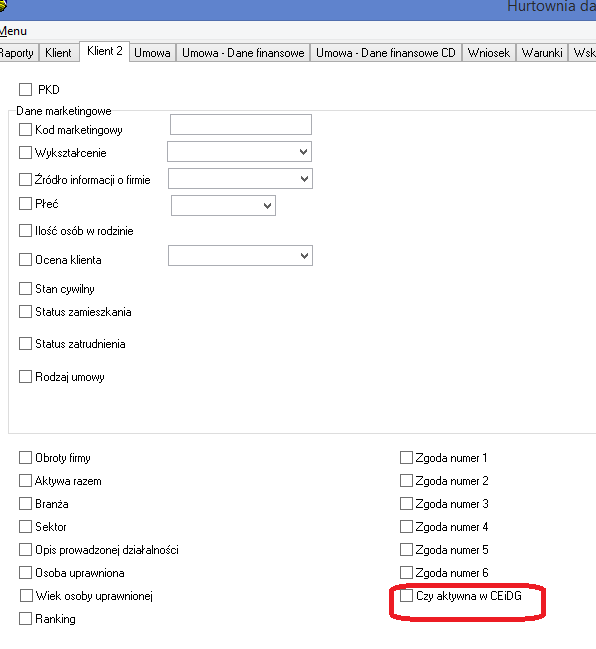 Hurtownia da
Menu
Raporty Klient Klient 2 Umowa Umowa - Dane finansowe Umowa - Dane finansowe CD Wniosek Warunki Wsk
PKD
Dane marketingowe
Kod marketingowy
Wykształcenie
Źródło informacji o firmie
Płeć
Ilość osób w rodzinie
Ocena klienta
Stan cywilny
Status zamieszkania
Status zatrudnienia
Rodzaj umowy
Obroty firmy
Aktywa razem
Branża
Sektor
Opis prowadzonej działalności
Osoba uprawniona
Wiek osoby uprawnionej
Ranking
Zgoda numer 1
Zgoda numer 2
Zgoda numer 3
Zgoda numer 4
Zgoda numer 5
Zgoda numer 6
Czy aktywna w CEiDG